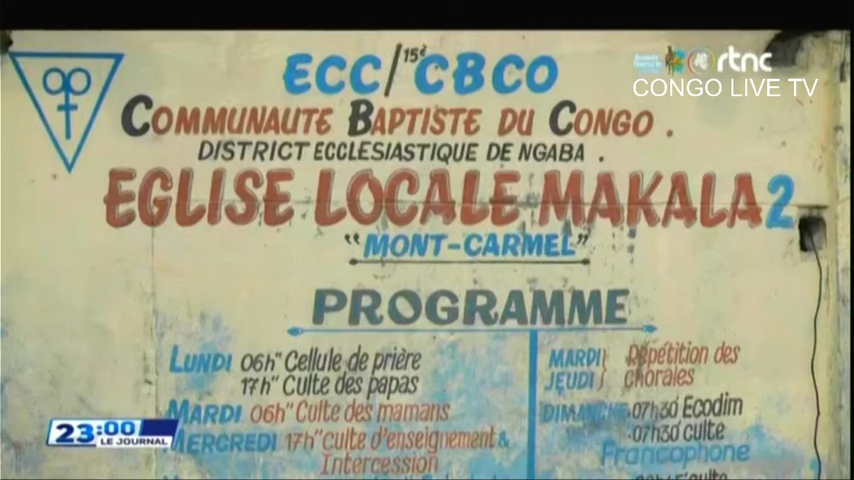 ECC/15è CBCO
COMMUNAUTE BAPTISTE DU CONGO.
DISTRICT ECCLESIASTIQUE DE NGABA.
EGLISE LOCALE MAKALA 2
"MONT-CARMEL"
PROGRAMME
LUNDI 06h" Cellule de prière
17h" Culte des papas
MARDI 06h" Culte des mamans
MERCREDI 17h" culte d'enseignement &
Intercession
MARDI } Répétition des
JEUDI } chorales
DIMANCHE .07h30 Ecodim
.07h30 culte
Francophone
rtnc
CONGO LIVE TV
23:00
LE JOURNAL